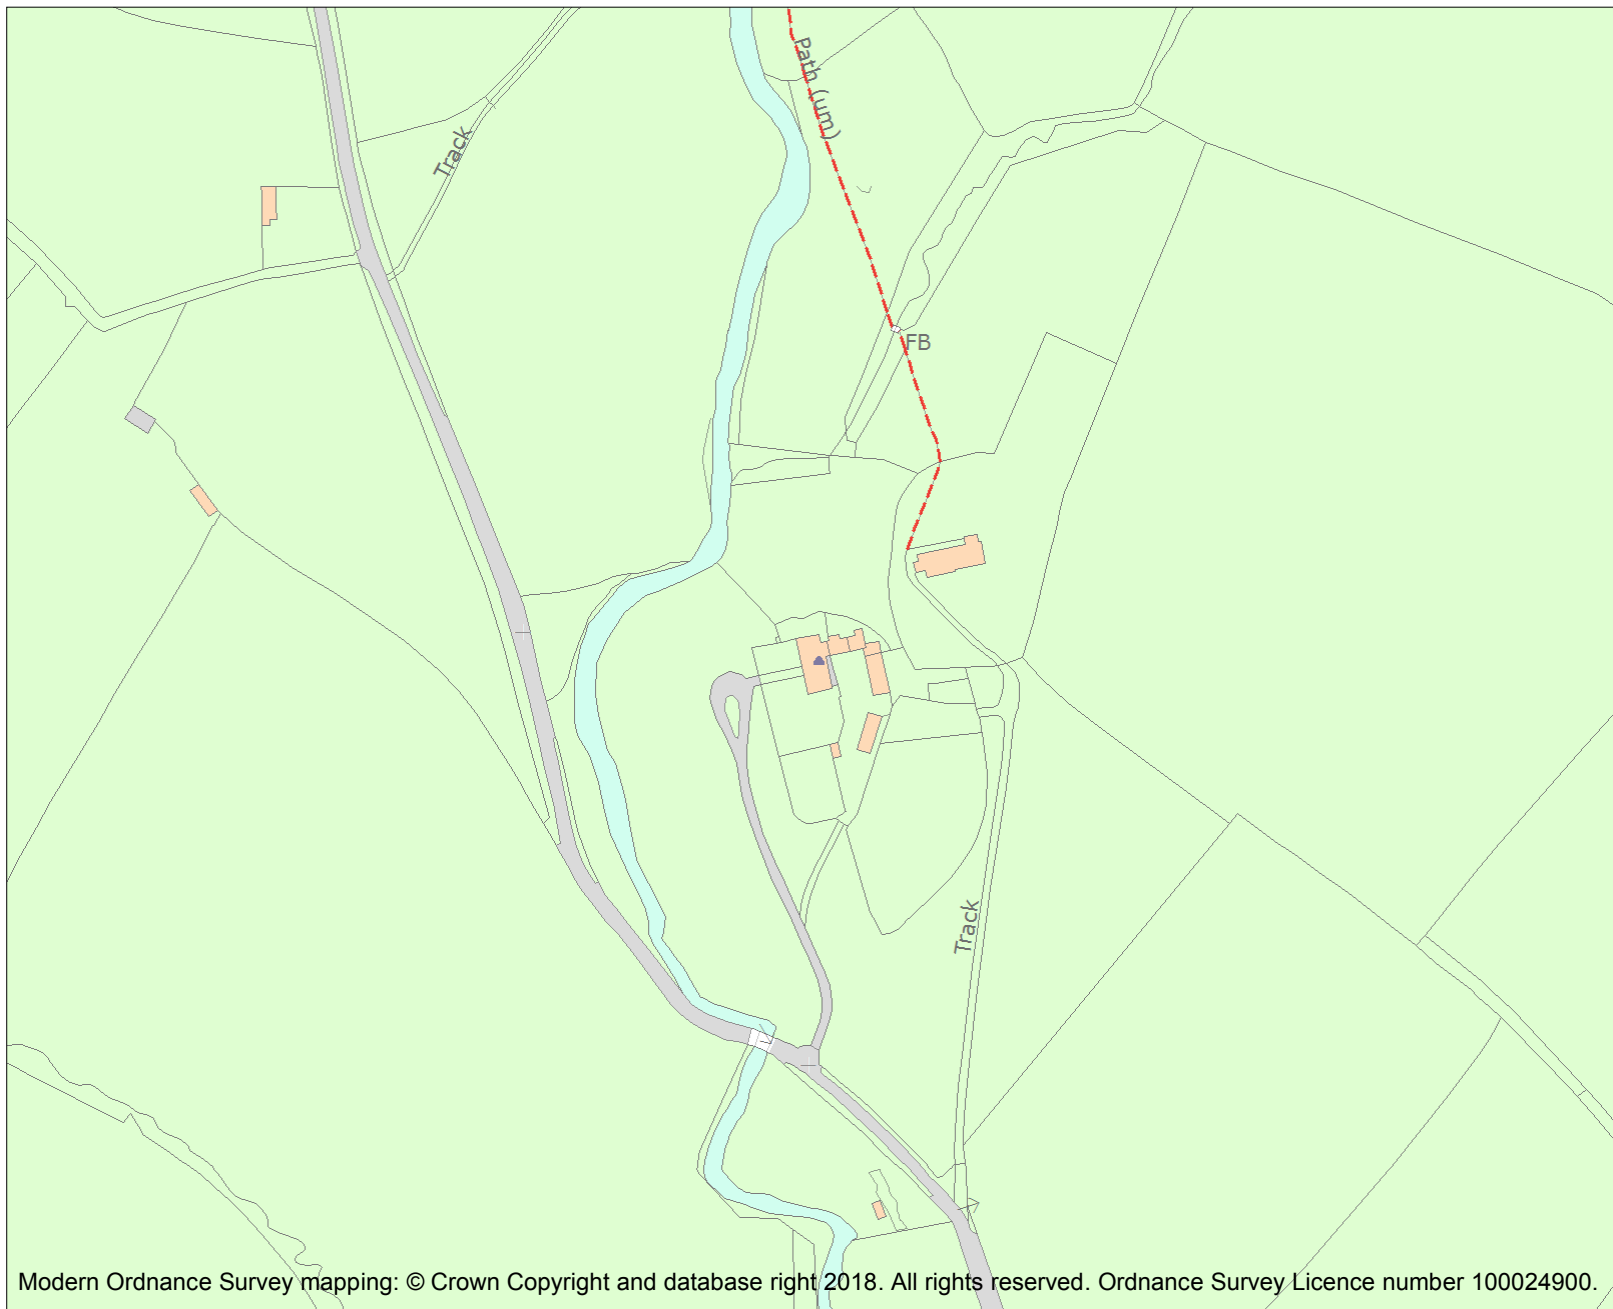 Path (um)
Track
FB
Track
Modern Ordnance Survey mapping: © Crown Copyright and database right 2018. All rights reserved. Ordnance Survey Licence number 100024900.